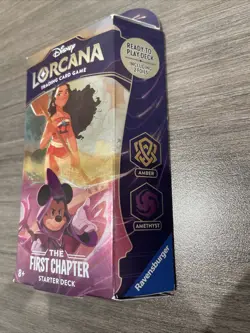 Disney
LORCANA
TRADING CARD GAME
READY TO
PLAY DECK
AMBER
AMETHYST
THE
FIRST CHAPTER
STARTER DECK
8+
Ravensburger